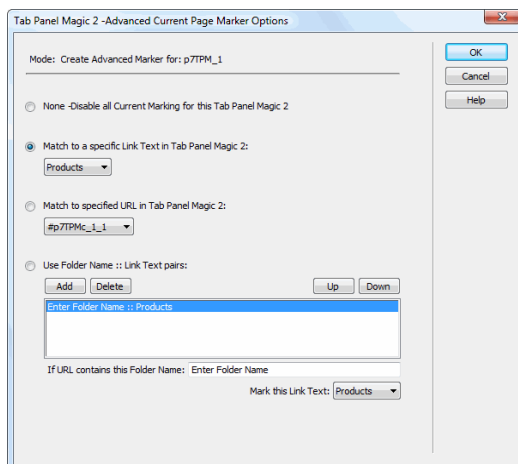 Tab Panel Magic 2 -Advanced Current Page Marker Options
Mode: Create Advanced Marker for: p7TPM_1
OK
Cancel
Help
None -Disable all Current Marking for this Tab Panel Magic 2
Match to a specific Link Text in Tab Panel Magic 2:
Products
Match to specified URL in Tab Panel Magic 2:
#p7TPMc_1_1
Use Folder Name :: Link Text pairs:
Add Delete Up Down
Enter Folder Name :: Products
If URL contains this Folder Name: Enter Folder Name
Mark this Link Text: Products